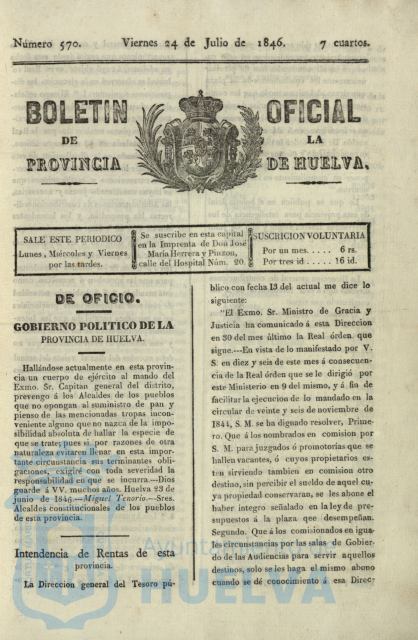 Número 570. Viernes 24 de Julio de 1846. 7 cuartos.
BOLETIN OFICIAL
DE LA
PROVINCIA DE HUELVA.
SALE ESTE PERIODICO
Lunes, Miércoles y Viernes
por las tardes.
Se suscribe en esta capital
en la Imprenta de Don José
María Herrera y Pinzon,
calle del Hospital Núm. 20.
SUSCRICION VOLUNTARIA
Por un mes. . . . . 6 rs.
Por tres id . . . . . 16 id.
DE OFICIO.
GOBIERNO POLITICO DE LA
PROVINCIA DE HUELVA.
Hallándose actualmente en esta provin-
cia un cuerpo de ejército al mando del
Exmo. Sr. Capitan general del distrito,
prevengo á los Alcaldes de los pueblos
que no opongan al suministro de pan y
pienso de las mencionadas tropas incon-
veniente alguno que no nazca de la impo-
sibilidad absoluta de hallar la especie de
que se trate; pues si por razones de otra
naturaleza evitaren llenar en esta impor-
tante circunstancia sus terminantes obli-
gaciones, exigiré con toda severidad la
responsabilidad en que se incurra.—Dios
guarde á VV. muchos años. Huelva 23 de
junio de 1846.—Miguel Tenorio.—Sres.
Alcaldes constitucionales de los pueblos
de esta provincia.
Intendencia de Rentas de esta
provincia.
La Direccion general del Tesoro pú-
blico con fecha 13 del actual me dice lo
siguiente:
"El Exmo. Sr. Ministro de Gracia y
Justicia ha comunicado á esta Direccion
en 30 del mes último la Real órden que
sigue.—En vista de lo manifestado por V.
S. en diez y seis de este mes á consecuen-
cia de la Real órden que se le dirigió por
este Ministerio en 9 del mismo, y á fin de
facilitar la ejecucion de lo mandado en la
circular de veinte y seis de noviembre de
1844, S. M. se ha dignado resolver, Prime-
ro. Que á los nombrados en comision por
S. M. para juzgados ó promotorías que se
hallen vacantes, ó cuyos propietarios es-
ten sirviendo tambien en comision otro
destino, sin percibir el sueldo de aquel cu-
ya propiedad conservaran, se les abone el
haber integro señalado en la ley de pre-
supuestos á la plaza que desempeñan.
Segundo. Que á los comisionados en igua-
les circunstancias por las salas de Gobier-
do de las Audiencias para servir aquellos
destinos, solo se les haga el mismo abono
cuando se dé conocimiento á esa Direc-
Ayuntamiento de
HUELVA